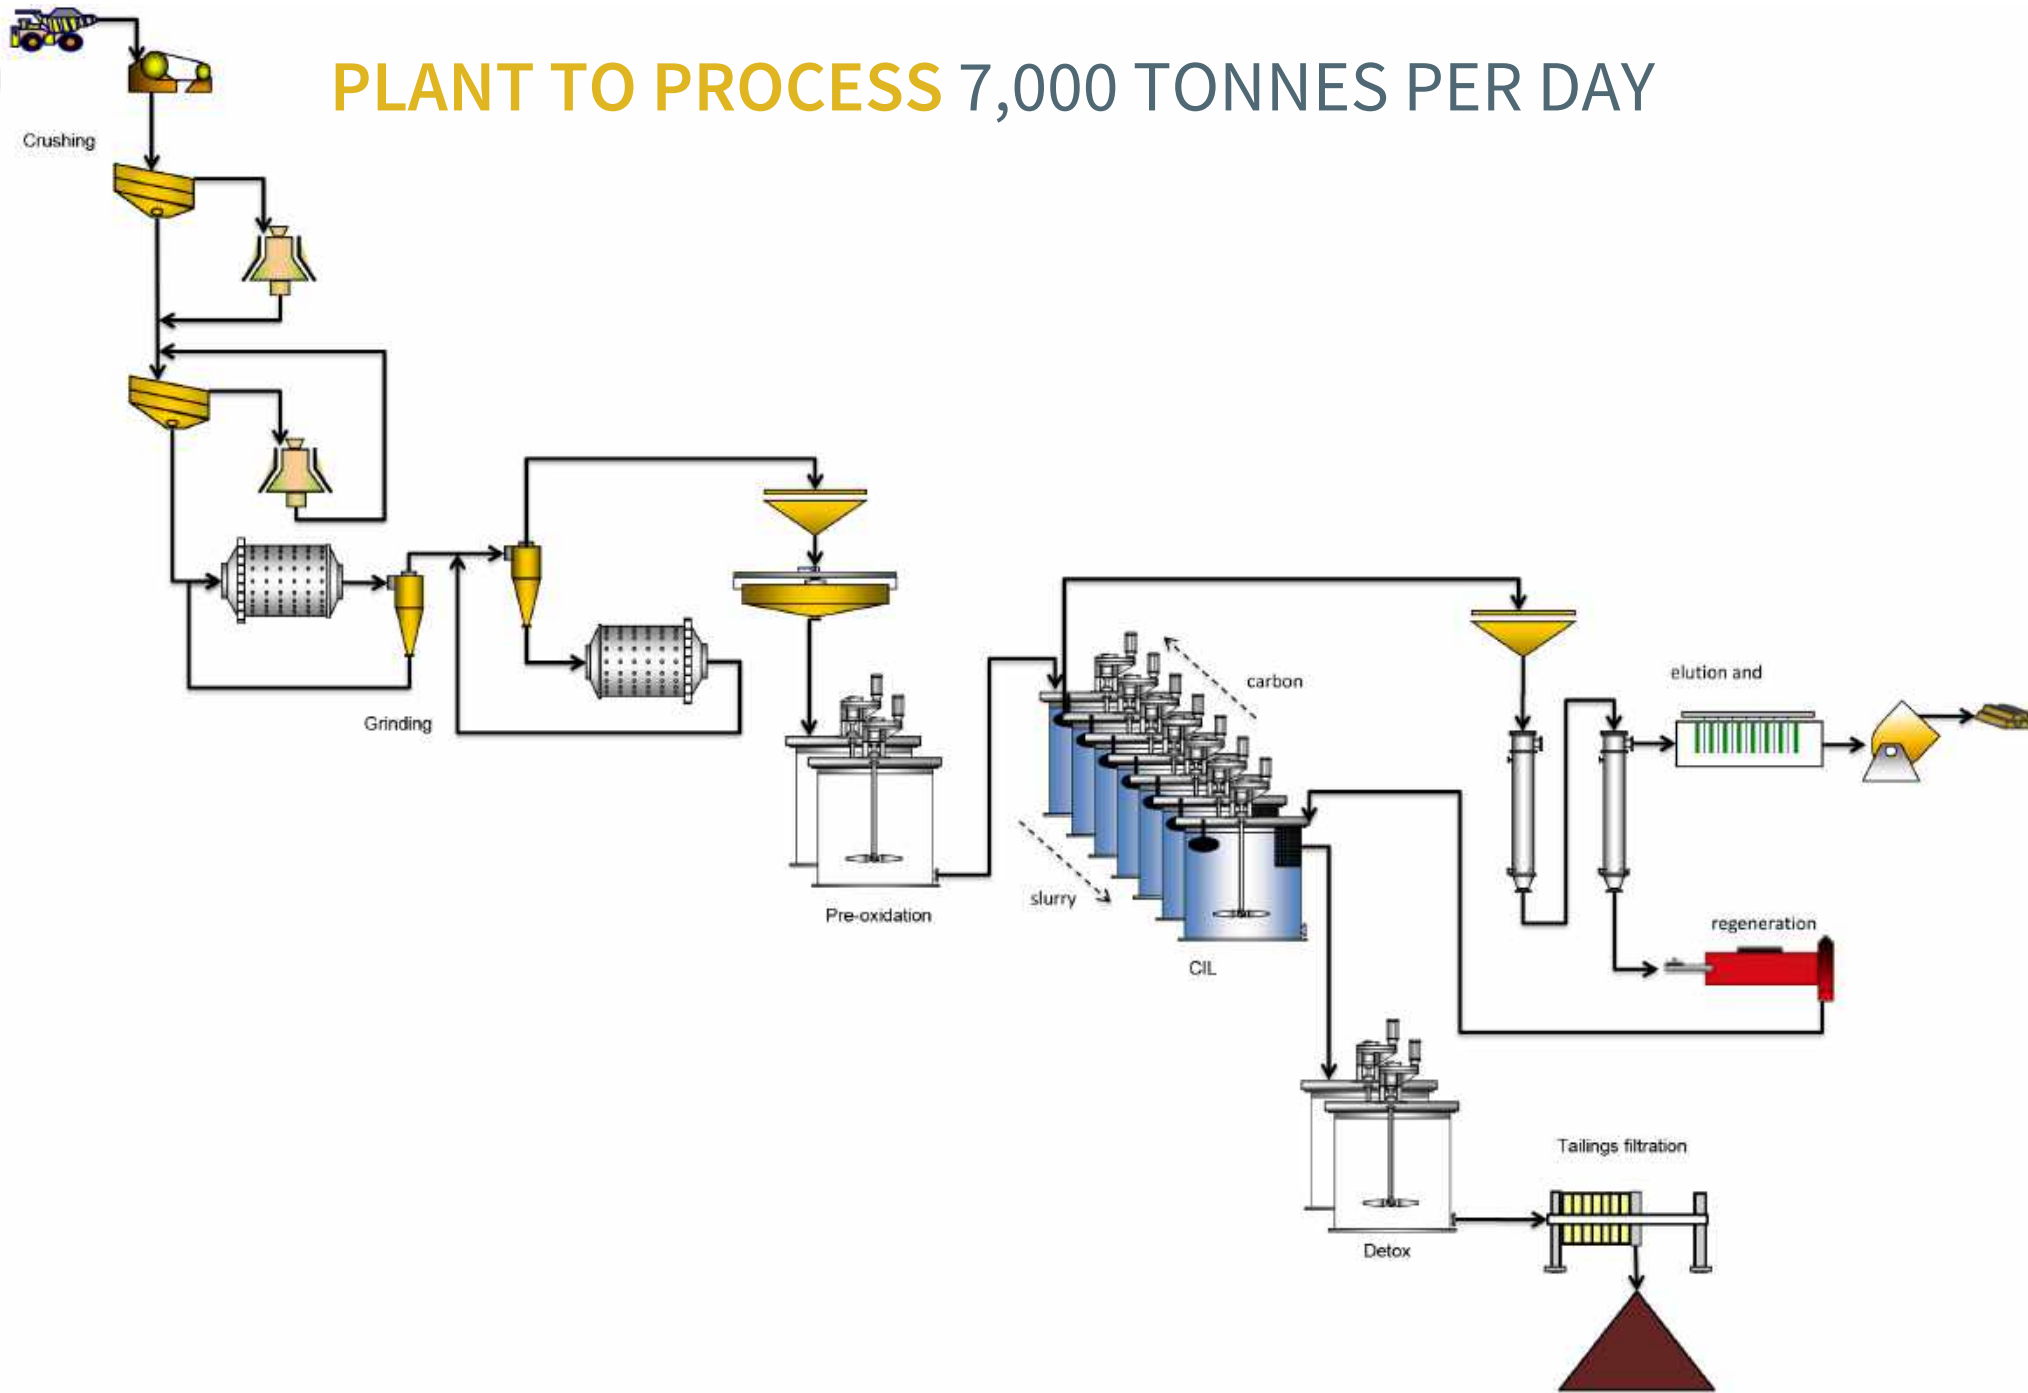 PLANT TO PROCESS 7,000 TONNES PER DAY
Crushing
Grinding
Pre-oxidation
carbon
slurry
CIL
elution and
regeneration
Tailings filtration
Detox